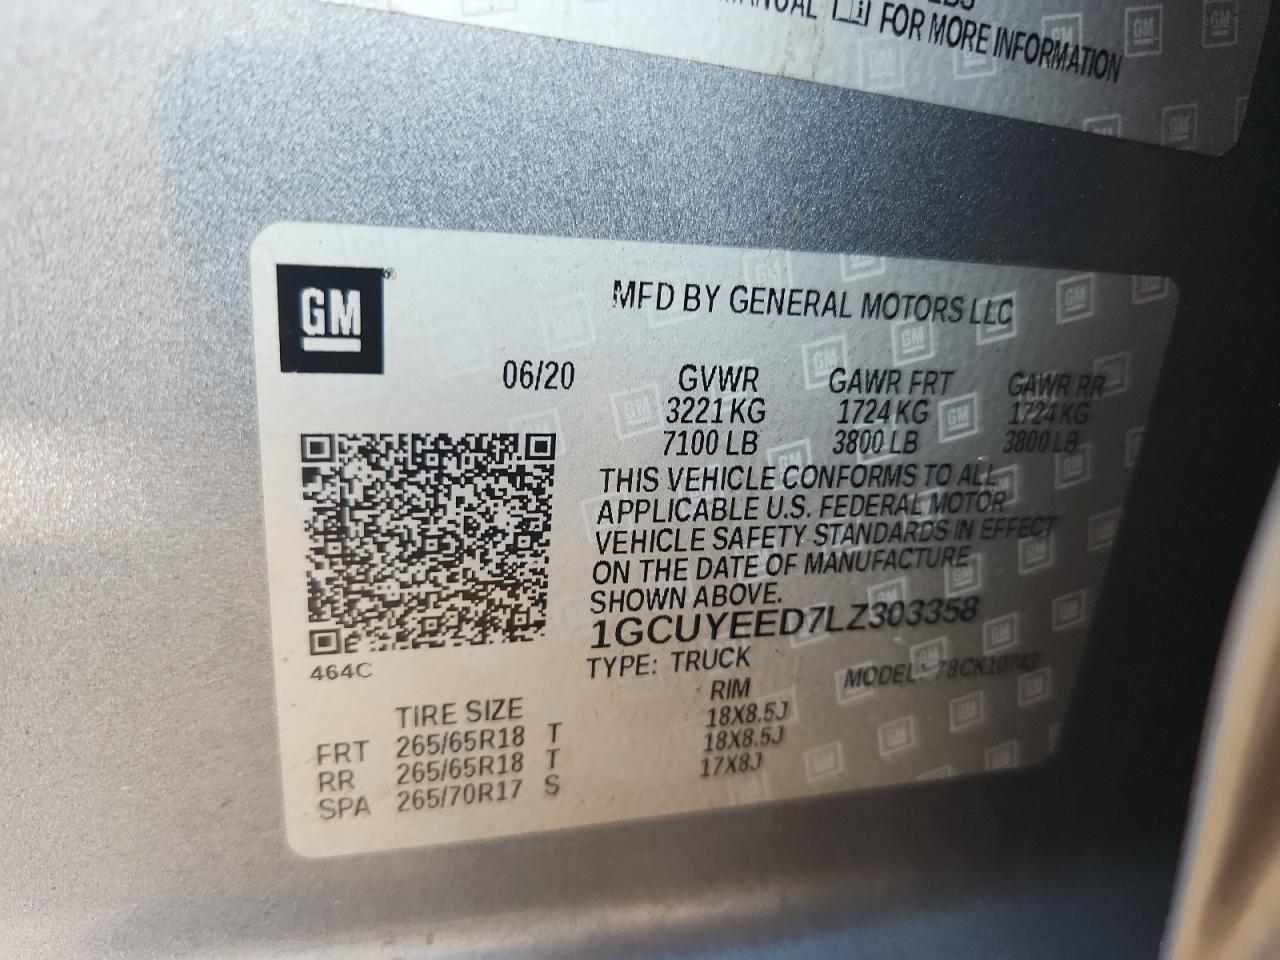 MANUAL FOR MORE INFORMATION
GM
MFD BY GENERAL MOTORS LLC
06/20 GVWR GAWR FRT GAWR RR
3221 KG 1724 KG 1724 KG
7100 LB 3800 LB 3800 LB
THIS VEHICLE CONFORMS TO ALL
APPLICABLE U.S. FEDERAL MOTOR
VEHICLE SAFETY STANDARDS IN EFFECT
ON THE DATE OF MANUFACTURE
SHOWN ABOVE.
1GCUYEED7LZ303358
464C
TYPE: TRUCK MODEL: 78CK10743
TIRE SIZE RIM
FRT 265/65R18 T 18X8.5J
RR 265/65R18 T 18X8.5J
SPA 265/70R17 S 17X8J